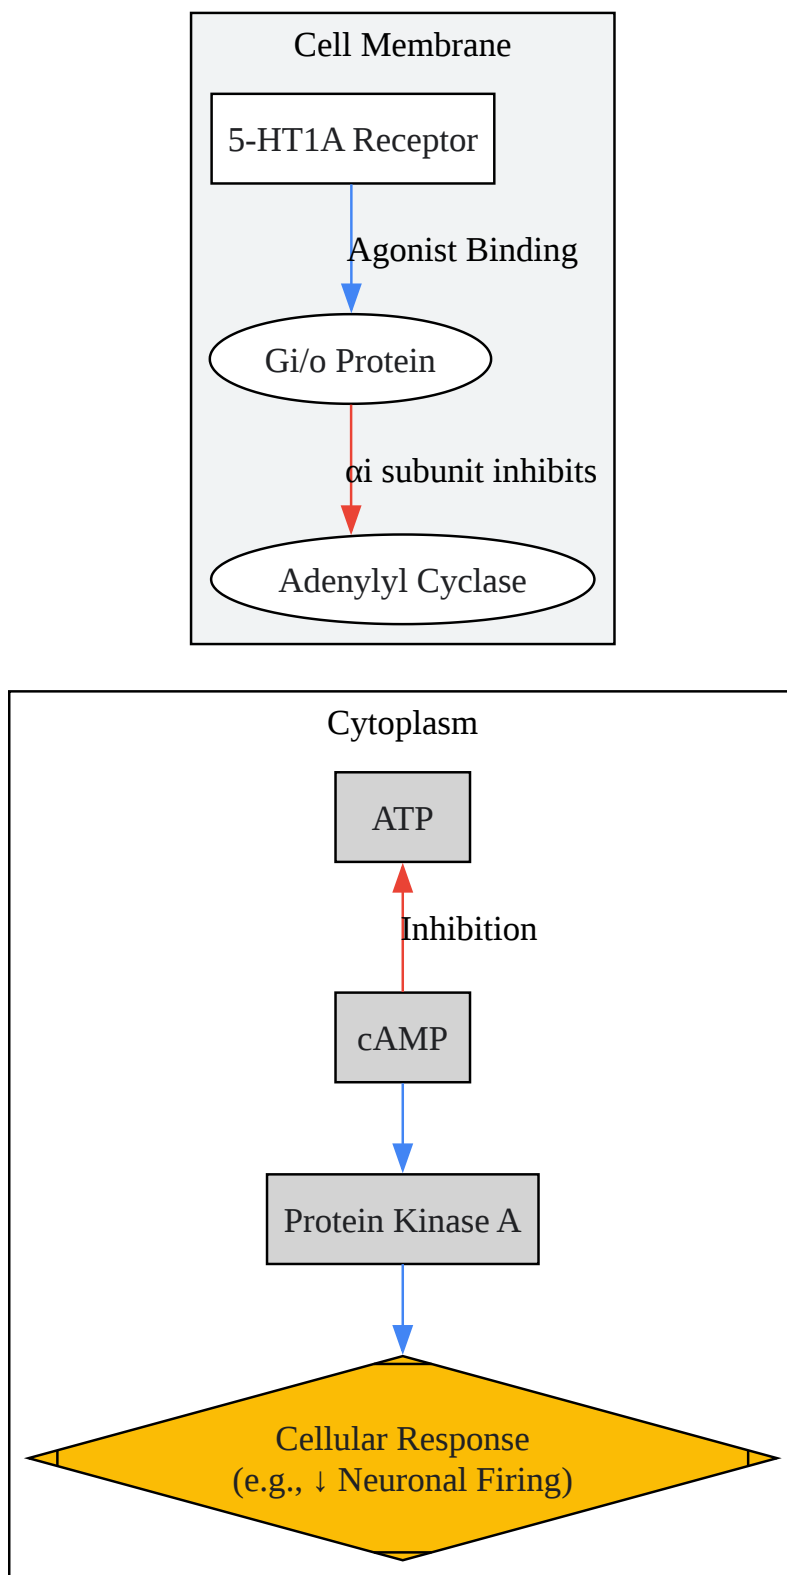 Cell Membrane
5-HT1A Receptor
Agonist Binding
Gi/o Protein
αi subunit inhibits
Adenylyl Cyclase
Cytoplasm
ATP
Inhibition
cAMP
Protein Kinase A
Cellular Response
(e.g., ↓ Neuronal Firing)